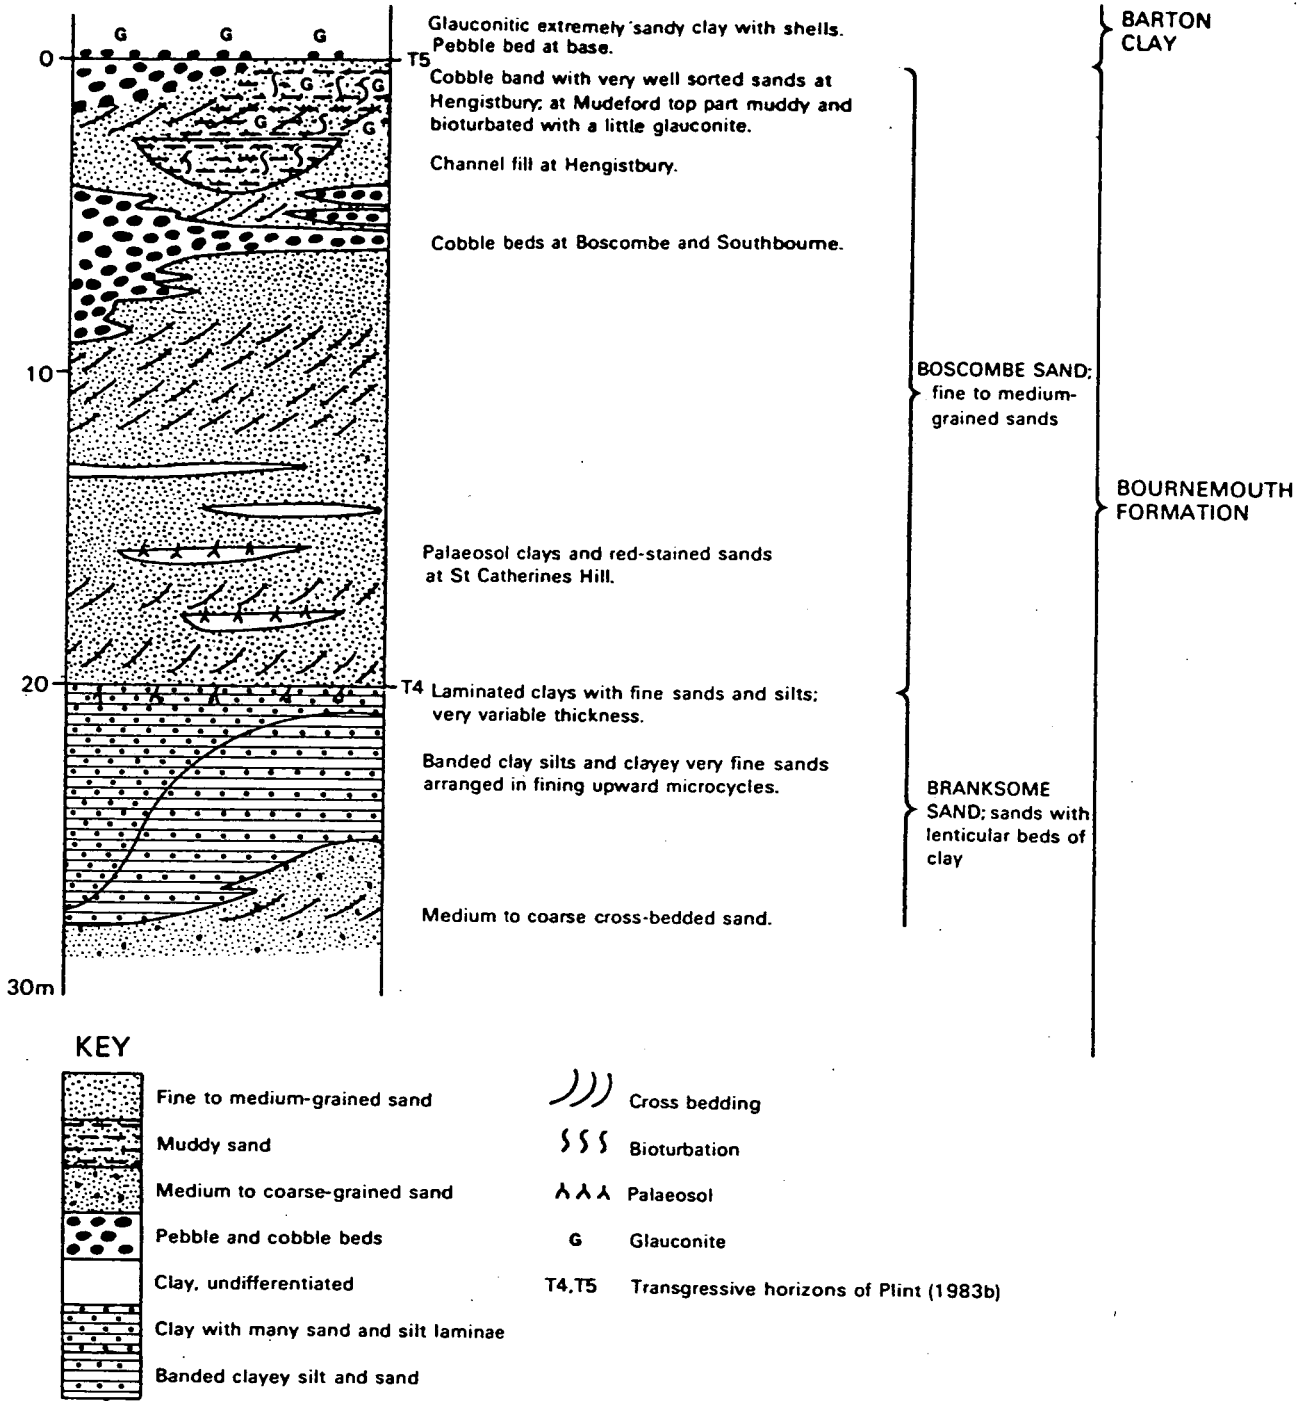 G G G
Glauconitic extremely sandy clay with shells.
Pebble bed at base.
BARTON
CLAY
0
T5
G G
G G
Cobble band with very well sorted sands at
Hengistbury; at Mudeford top part muddy and
bioturbated with a little glauconite.
Channel fill at Hengistbury.
Cobble beds at Boscombe and Southbourne.
10
BOSCOMBE SAND;
fine to medium-
grained sands
BOURNEMOUTH
FORMATION
Palaeosol clays and red-stained sands
at St Catherines Hill.
20
T4
Laminated clays with fine sands and silts;
very variable thickness.
Banded clay silts and clayey very fine sands
arranged in fining upward microcycles.
BRANKSOME
SAND; sands with
lenticular beds of
clay
Medium to coarse cross-bedded sand.
30m
KEY
Fine to medium-grained sand
Muddy sand
Medium to coarse-grained sand
Pebble and cobble beds
Clay, undifferentiated
Clay with many sand and silt laminae
Banded clayey silt and sand
Cross bedding
Bioturbation
Palaeosol
G Glauconite
T4,T5 Transgressive horizons of Plint (1983b)